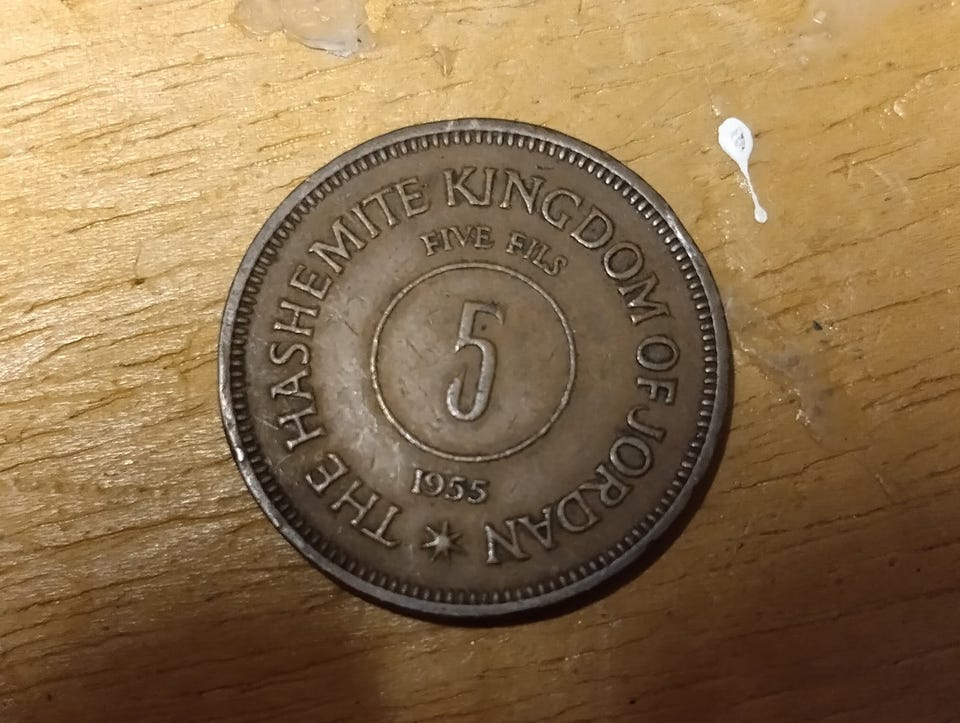 THE HASHEMITE KINGDOM OF JORDAN
FIVE FILS
5
1955